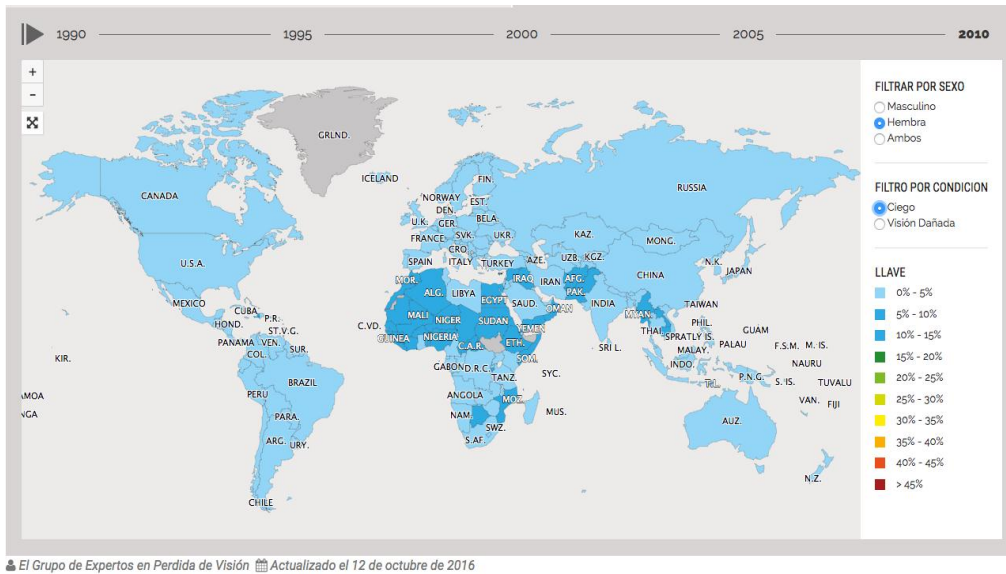 1990 1995 2000 2005 2010
+
-
FILTRAR POR SEXO
Masculino
Hembra
Ambos
FILTRO POR CONDICION
Ciego
Visión Dañada
LLAVE
0% - 5%
5% - 10%
10% - 15%
15% - 20%
20% - 25%
25% - 30%
30% - 35%
35% - 40%
40% - 45%
> 45%
GRLND.
ICELAND
FIN.
RUSSIA
CANADA
NORWAY
EST.
DEN.
U.K.
GER.
BELA.
SVK.
UKR.
KAZ.
FRANCE
MONG.
CRO.
U.S.A.
SPAIN
ITALY
TURKEY
AZE.
UZB.
KGZ.
N.K.
JAPAN
CHINA
MOR.
IRAQ
IRAN
AFG.
PAK.
ALG.
LIBYA
EGYPT
SAUD.
INDIA
TAIWAN
MEXICO
CUBA
P.R.
OMAN
HOND.
ST.V.G.
C.VD.
MALI
NIGER
SUDAN
YEMEN
MYAN.
THAI.
PHIL.
GUAM
PANAMA
VEN.
GUINEA
NIGERIA
C.A.R.
ETH.
SRI L.
SPRATLY IS.
PALAU
F.S.M.
M. IS.
COL.
SUR.
SOM.
MALAY.
KIR.
GABON
D.R.C.
SYC.
INDO.
NAURU
BRAZIL
TANZ.
P.N.G.
S. IS.
TUVALU
PERU
ANGOLA
MOZ.
T.L.
AMOA
VAN.
FIJI
NGA
PARA.
NAM.
MUS.
SWZ.
AUZ.
ARG.
URY.
S.AF.
N.Z.
CHILE
El Grupo de Expertos en Perdida de Visión Actualizado el 12 de octubre de 2016